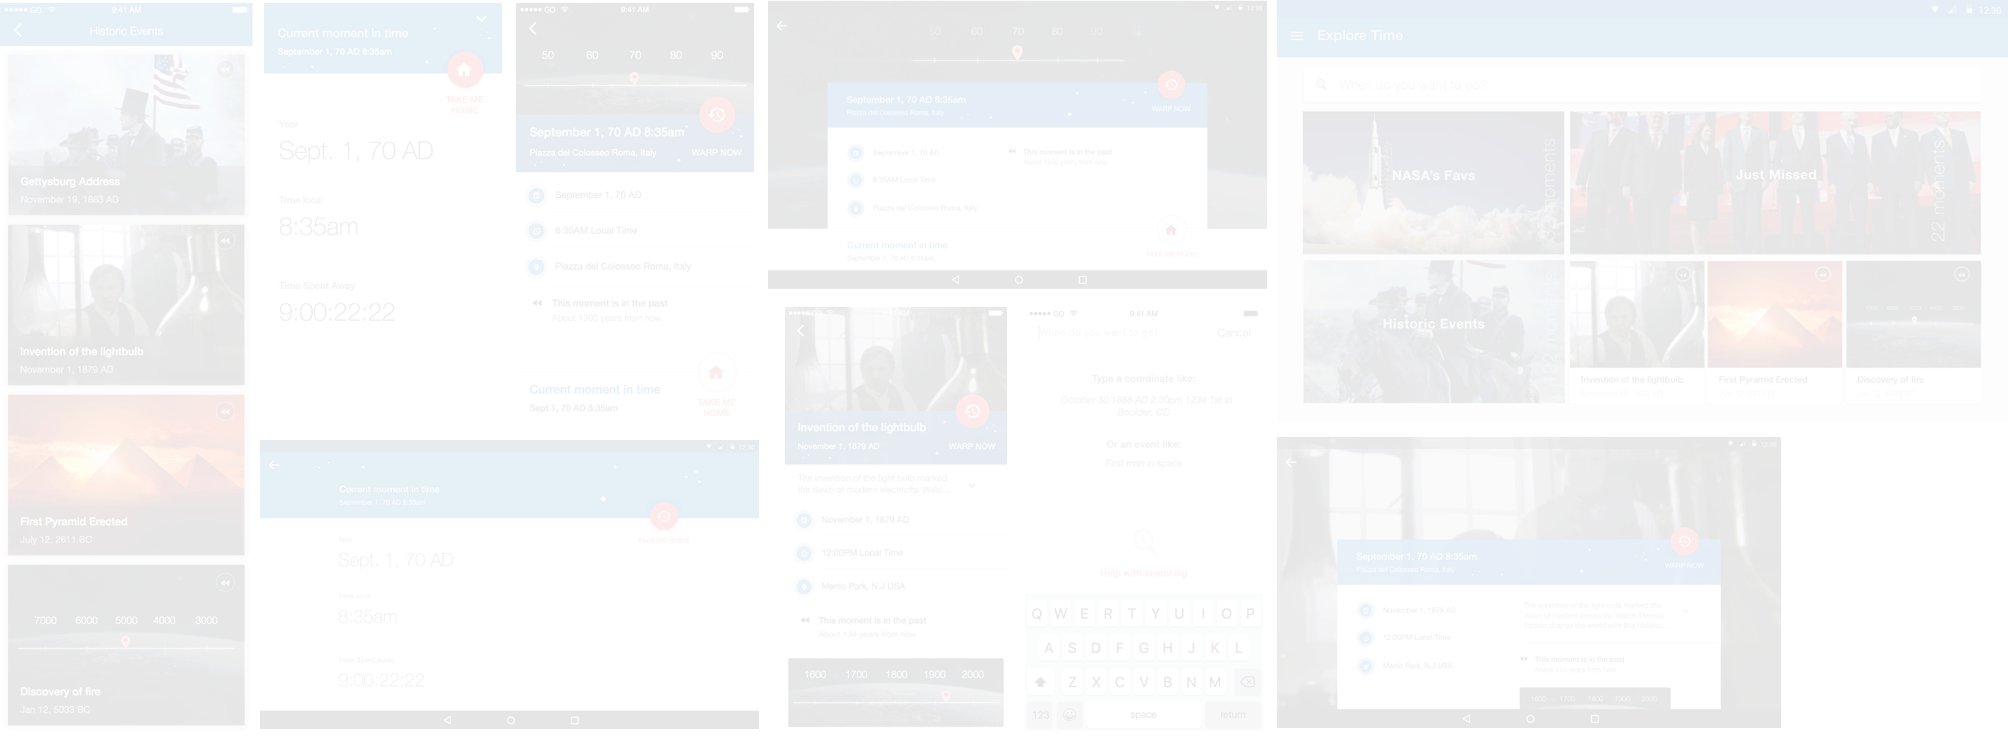 GO
9:41 AM
Historic Events
Gettysburg Address
November 19, 1863 AD
Invention of the lightbulb
November 1, 1879 AD
First Pyramid Erected
July 12, 2611 BC
7000 6000 5000 4000 3000
Discovery of fire
Jan 12, 5033 BC
Current moment in time
September 1, 70 AD 8:35am
TAKE ME
HOME
Year
Sept. 1, 70 AD
Time local
8:35am
Time Spent Away
9:00:22:22
GO
9:41 AM
50 60 70 80 90
September 1, 70 AD 8:35am
Piazza del Colosseo Roma, Italy
WARP NOW
September 1, 70 AD
8:35AM Local Time
Piazza del Colosseo Roma, Italy
This moment is in the past
About 1300 years from now
Current moment in time
Sept 1, 70 AD 8:35am
TAKE ME
HOME
12:30
Current moment in time
September 1, 70 AD 8:35am
TAKE ME HOME
Year
Sept. 1, 70 AD
Time local
8:35am
Time Spent Away
9:00:22:22
12:30
50 60 70 80 90
September 1, 70 AD 8:35am
Piazza del Colosseo Roma, Italy
WARP NOW
September 1, 70 AD
8:35AM Local Time
Piazza del Colosseo Roma, Italy
This moment is in the past
Current moment in time
September 1, 70 AD 8:35am
TAKE ME HOME
Invention of the lightbulb
November 1, 1879 AD
WARP NOW
The invention of the light bulb marked
the dawn of modern electricity.
November 1, 1879 AD
12:00PM Local Time
Menlo Park, NJ USA
This moment is in the past
About 134 years from now
1600 1700 1800 1900 2000
GO
9:41 AM
When do you want to go?
Cancel
Type a coordinate like:
October 30 1988 AD 2:30pm 1234 1st st
Boulder, CO
Or an event like:
First man in space
Help with searching
Q W E R T Y U I O P
A S D F G H J K L
Z X C V B N M
123
space
return
12:30
Explore Time
When do you want to go?
NASA's Favs
moments
Just Missed
22 moments
Historic Events
Invention of the lightbulb
First Pyramid Erected
Discovery of fire
12:30
September 1, 70 AD 8:35am
Piazza del Colosseo Roma, Italy
WARP NOW
November 1, 1879 AD
12:00PM Local Time
Menlo Park, NJ USA
This moment is in the past
1600 1700 1800 1900 2000